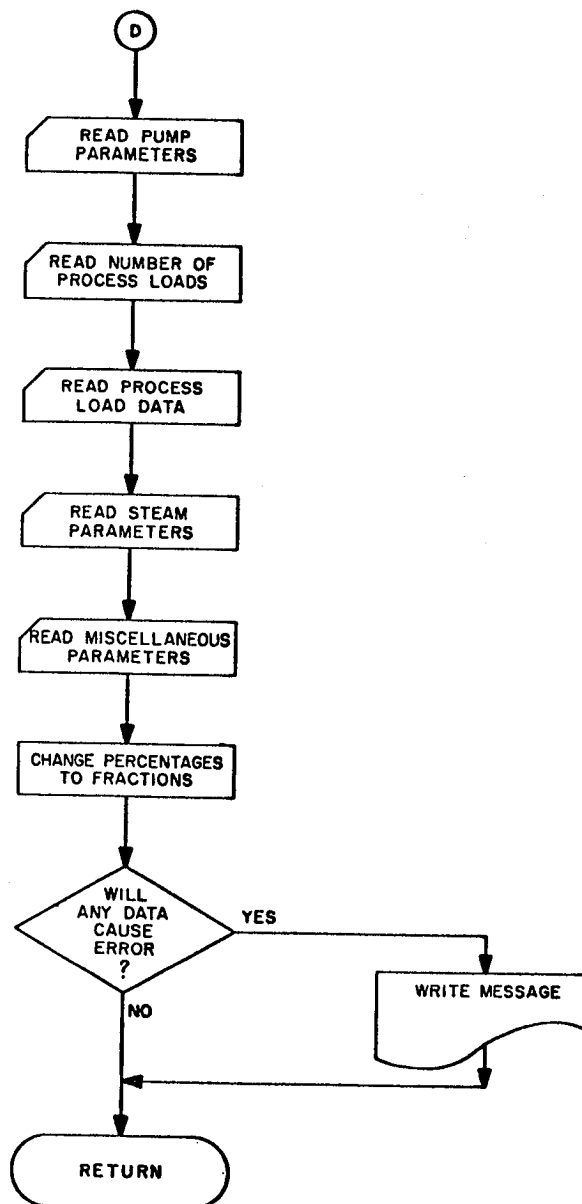 D
READ PUMP
PARAMETERS
READ NUMBER OF
PROCESS LOADS
READ PROCESS
LOAD DATA
READ STEAM
PARAMETERS
READ MISCELLANEOUS
PARAMETERS
CHANGE PERCENTAGES
TO FRACTIONS
WILL
ANY DATA
CAUSE
ERROR
?
YES
WRITE MESSAGE
NO
RETURN